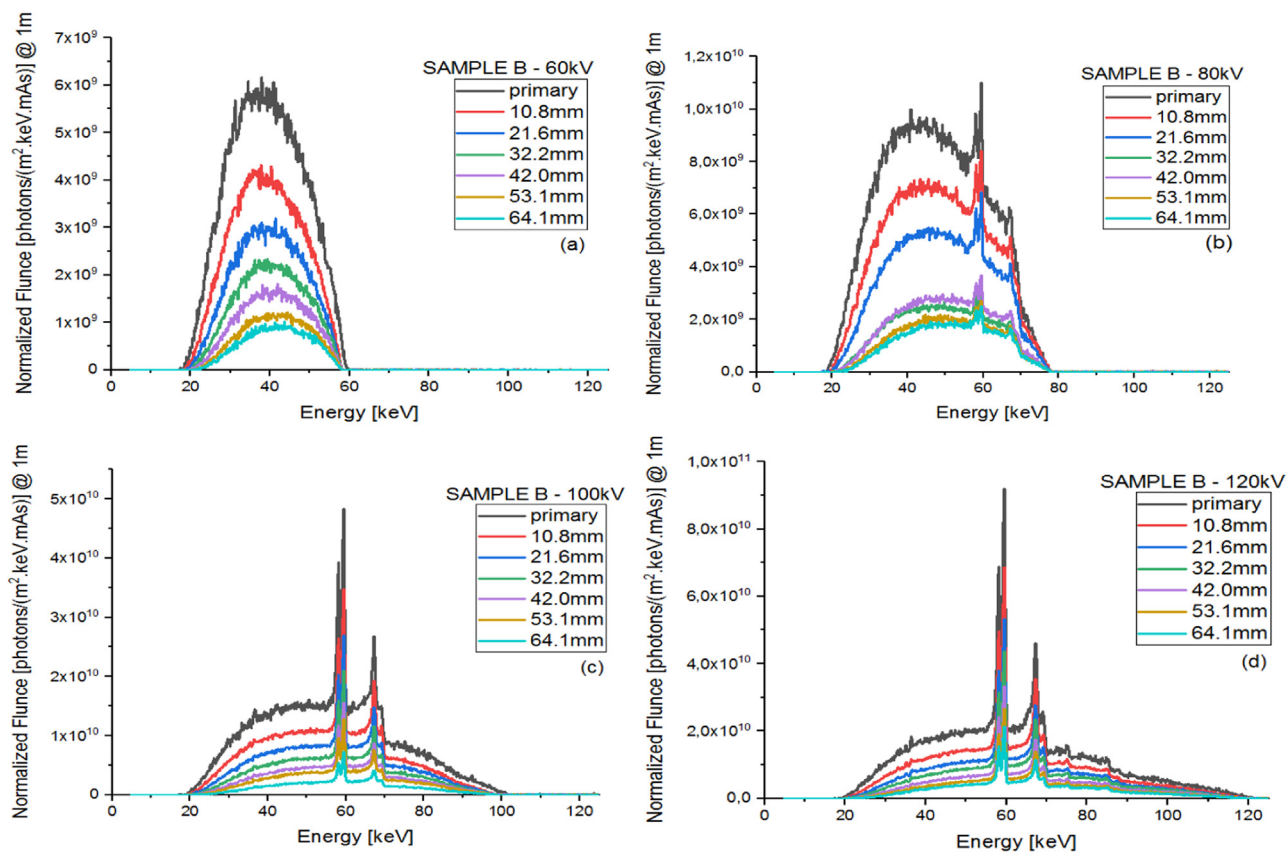 Normalized Flunce [photons/(m².keV.mAs)] @ 1m
7x10⁹
6x10⁹
5x10⁹
4x10⁹
3x10⁹
2x10⁹
1x10⁹
0
0 20 40 60 80 100 120
Energy [keV]
SAMPLE B - 60kV
primary
10.8mm
21.6mm
32.2mm
42.0mm
53.1mm
64.1mm
(a)
Normalized Flunce [photons/(m².keV.mAs)] @ 1m
1,2x10¹⁰
1,0x10¹⁰
8,0x10⁹
6,0x10⁹
4,0x10⁹
2,0x10⁹
0,0
0 20 40 60 80 100 120
Energy [keV]
SAMPLE B - 80kV
primary
10.8mm
21.6mm
32.2mm
42.0mm
53.1mm
64.1mm
(b)
Normalized Flunce [photons/(m².keV.mAs)] @ 1m
5x10¹⁰
4x10¹⁰
3x10¹⁰
2x10¹⁰
1x10¹⁰
0
0 20 40 60 80 100 120
Energy [keV]
SAMPLE B - 100kV
primary
10.8mm
21.6mm
32.2mm
42.0mm
53.1mm
64.1mm
(c)
Normalized Flunce [photons/(m².keV.mAs)] @ 1m
1,0x10¹¹
8,0x10¹⁰
6,0x10¹⁰
4,0x10¹⁰
2,0x10¹⁰
0,0
0 20 40 60 80 100 120
Energy [keV]
SAMPLE B - 120kV
primary
10.8mm
21.6mm
32.2mm
42.0mm
53.1mm
64.1mm
(d)